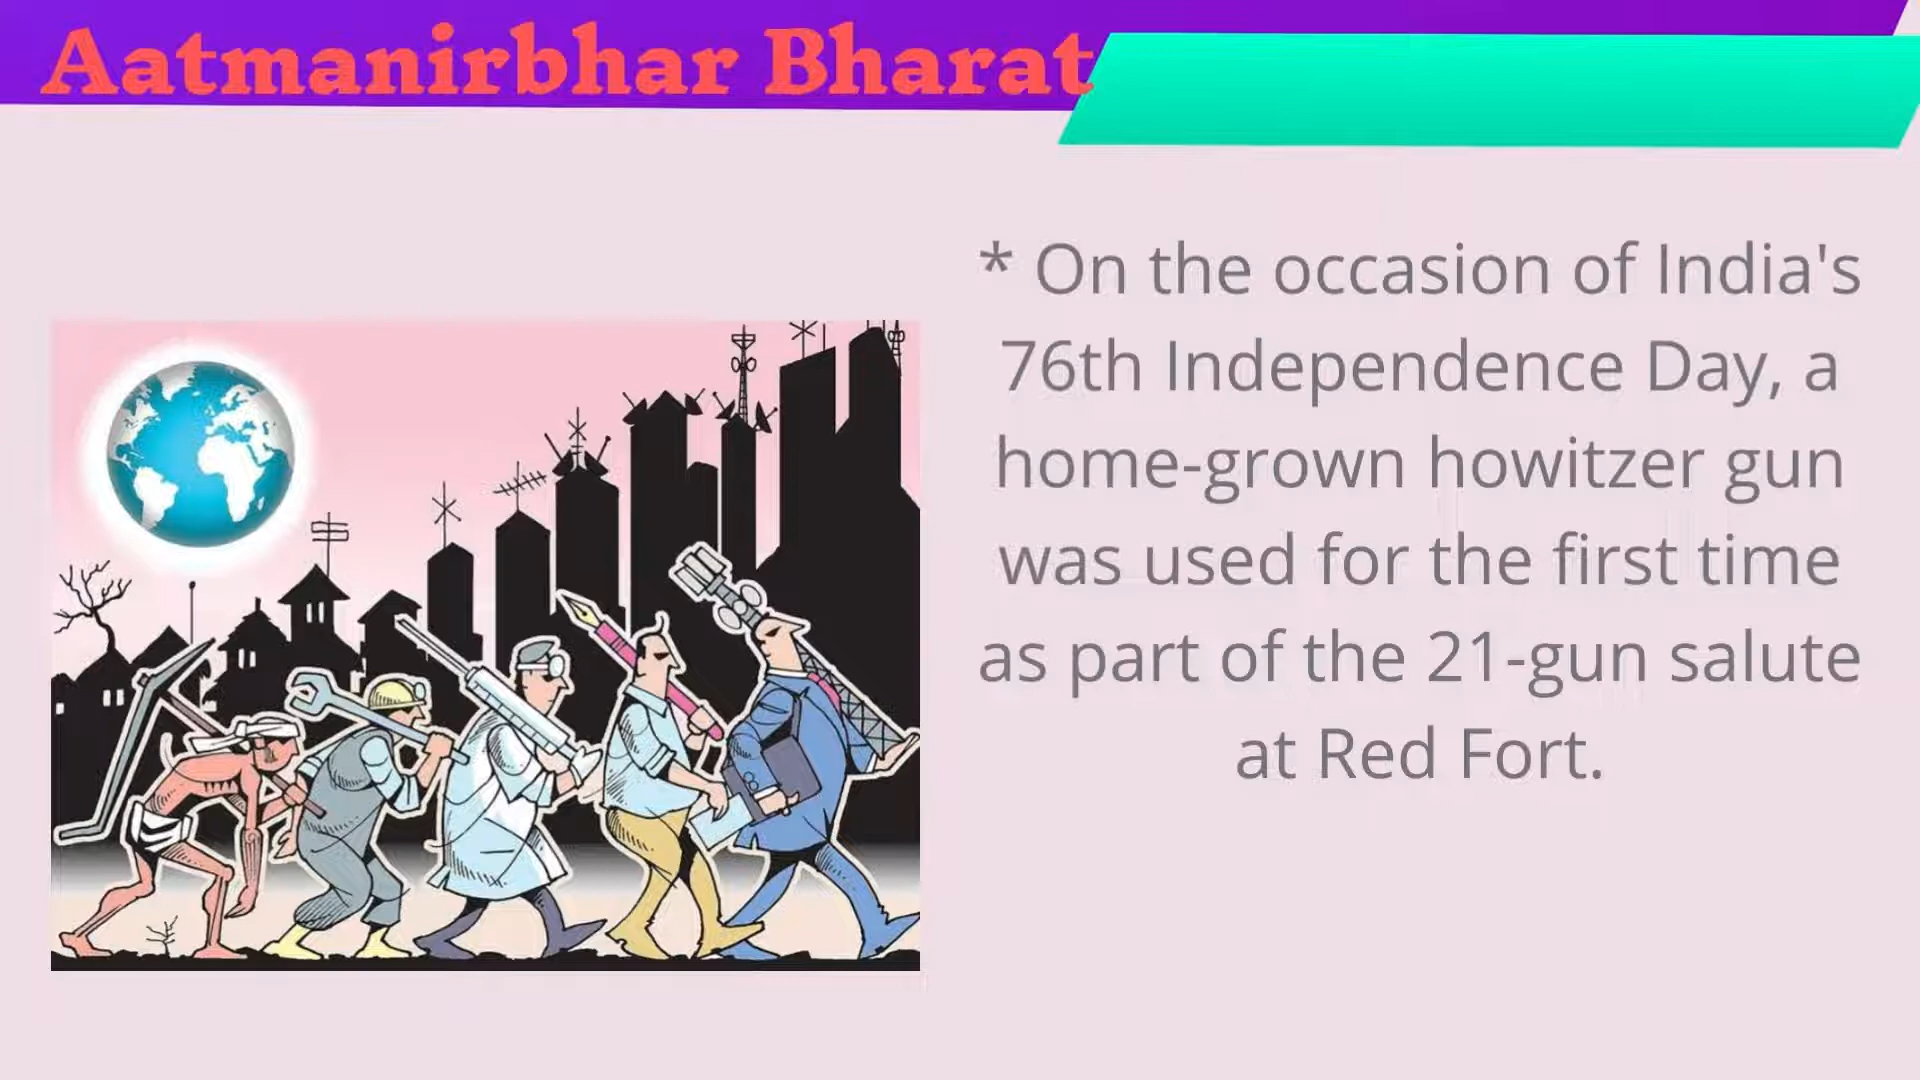 Aatmanirbhar Bharat
* On the occasion of India's
76th Independence Day, a
home-grown howitzer gun
was used for the first time
as part of the 21-gun salute
at Red Fort.